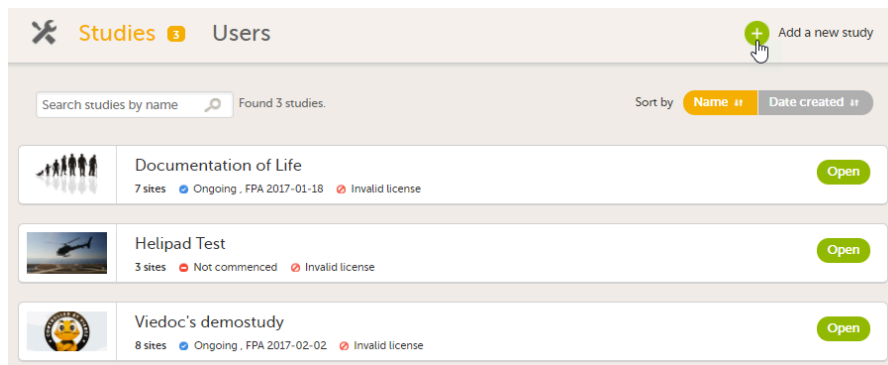 Studies 3 Users
Add a new study
Search studies by name
Found 3 studies.
Sort by Name Date created
Documentation of Life
7 sites Ongoing , FPA 2017-01-18 Invalid license
Open
Helipad Test
3 sites Not commenced Invalid license
Open
Viedoc's demostudy
8 sites Ongoing , FPA 2017-02-02 Invalid license
Open